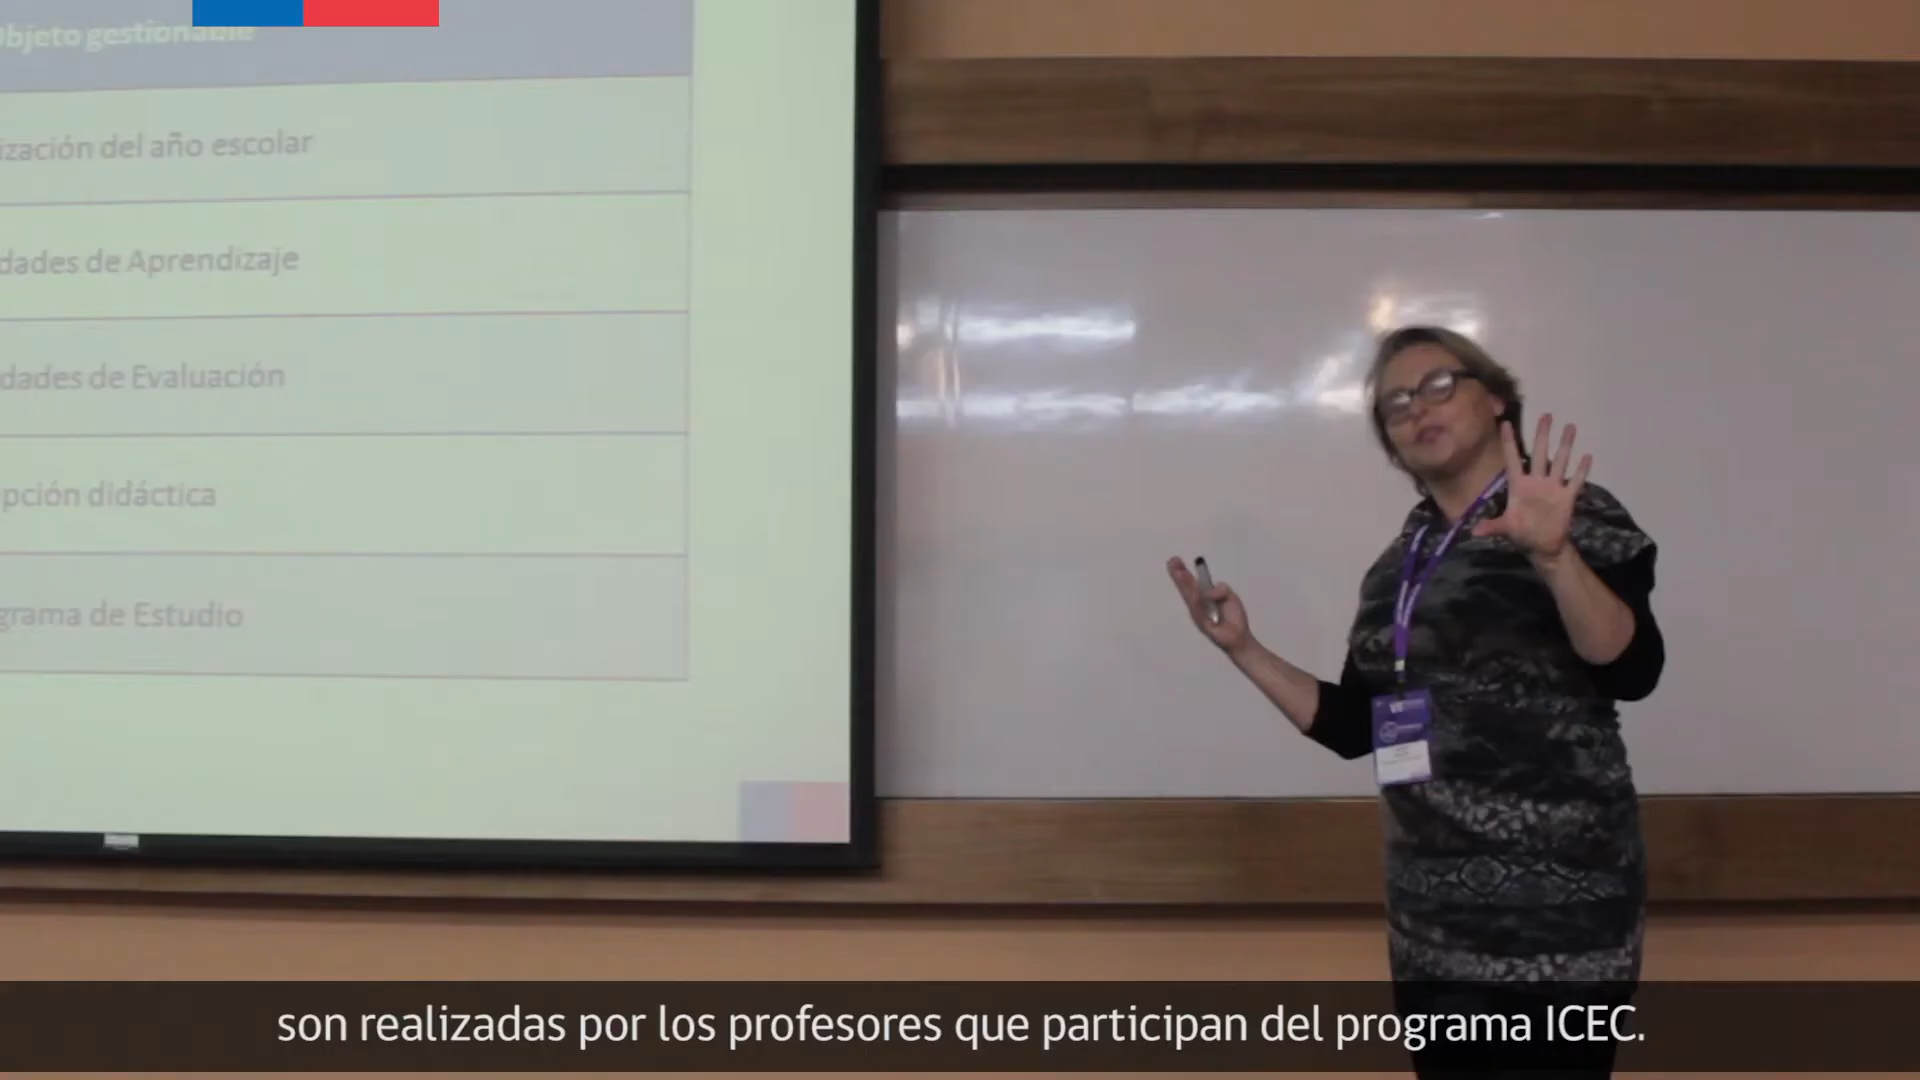 Objeto gestionable
ización del año escolar
dades de Aprendizaje
dades de Evaluación
pción didáctica
grama de Estudio
son realizadas por los profesores que participan del programa ICEC.